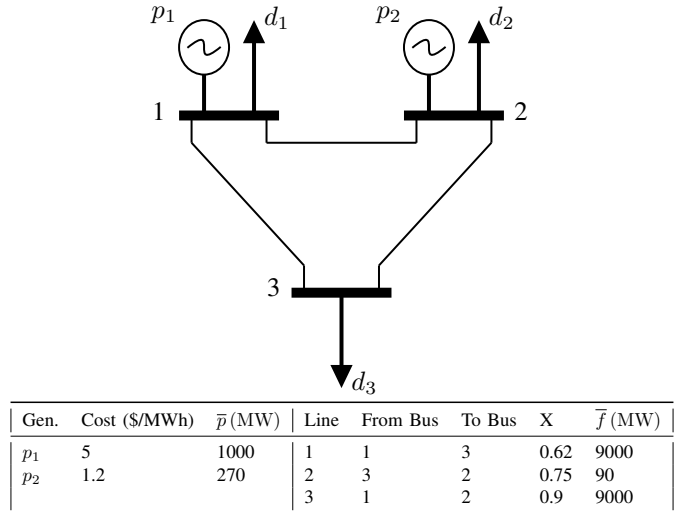 p1 d1 p2 d2
1 2
3
d3
Gen. Cost ($/MWh) p̅ (MW) Line From Bus To Bus X f̅ (MW)
p1 5 1000 1 1 3 0.62 9000
p2 1.2 270 2 3 2 0.75 90
3 1 2 0.9 9000